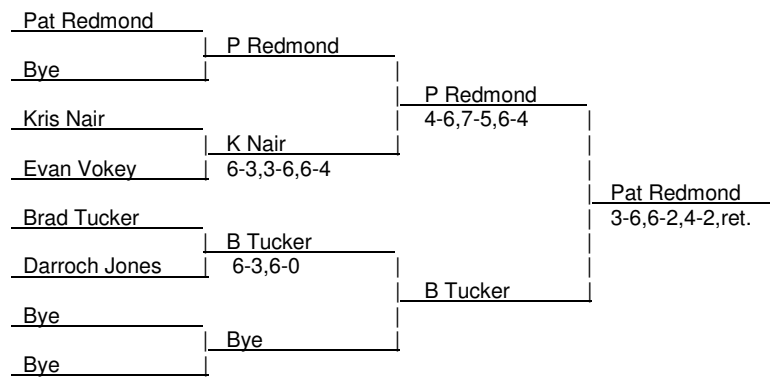 Pat Redmond
P Redmond
Bye
P Redmond
Kris Nair
4-6,7-5,6-4
K Nair
Evan Vokey
6-3,3-6,6-4
Pat Redmond
Brad Tucker
3-6,6-2,4-2,ret.
B Tucker
Darroch Jones
6-3,6-0
B Tucker
Bye
Bye
Bye